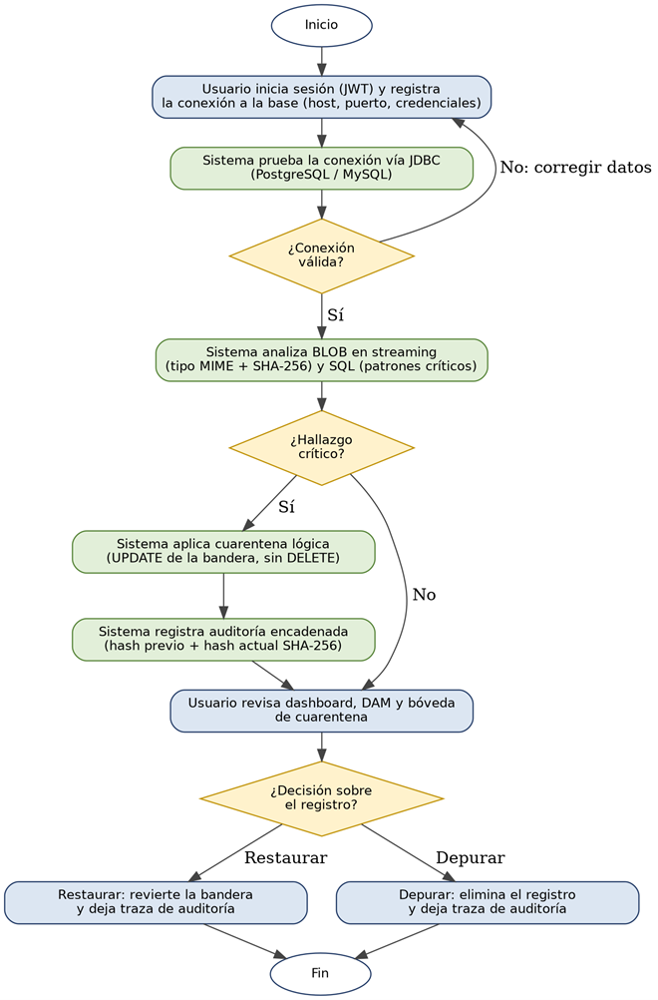 Inicio
Usuario inicia sesión (JWT) y registra
la conexión a la base (host, puerto, credenciales)
Sistema prueba la conexión vía JDBC
(PostgreSQL / MySQL)
No: corregir datos
¿Conexión
válida?
Sí
Sistema analiza BLOB en streaming
(tipo MIME + SHA-256) y SQL (patrones críticos)
¿Hallazgo
crítico?
Sí
Sistema aplica cuarentena lógica
(UPDATE de la bandera, sin DELETE)
No
Sistema registra auditoría encadenada
(hash previo + hash actual SHA-256)
Usuario revisa dashboard, DAM y bóveda
de cuarentena
¿Decisión sobre
el registro?
Restaurar
Depurar
Restaurar: revierte la bandera
y deja traza de auditoría
Depurar: elimina el registro
y deja traza de auditoría
Fin